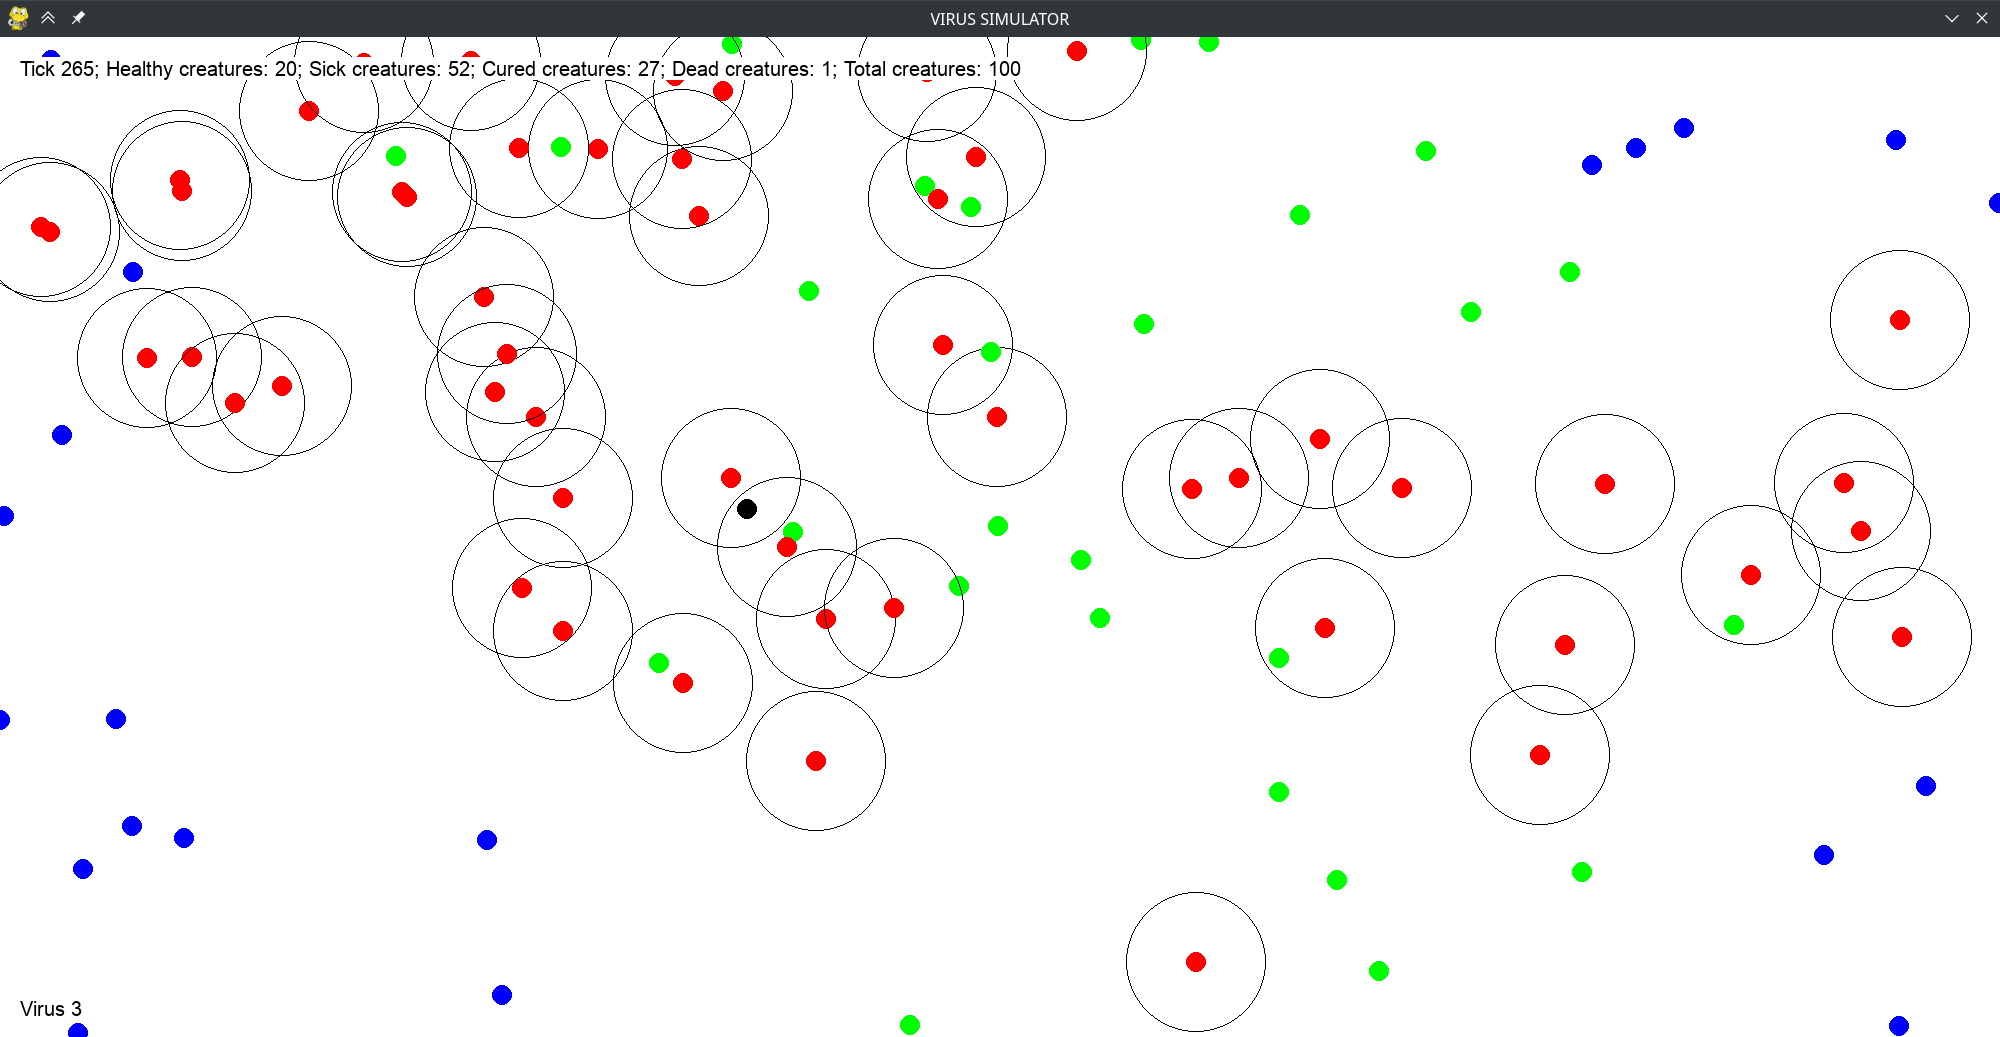 VIRUS SIMULATOR
Tick 265; Healthy creatures: 20; Sick creatures: 52; Cured creatures: 27; Dead creatures: 1; Total creatures: 100
Virus 3